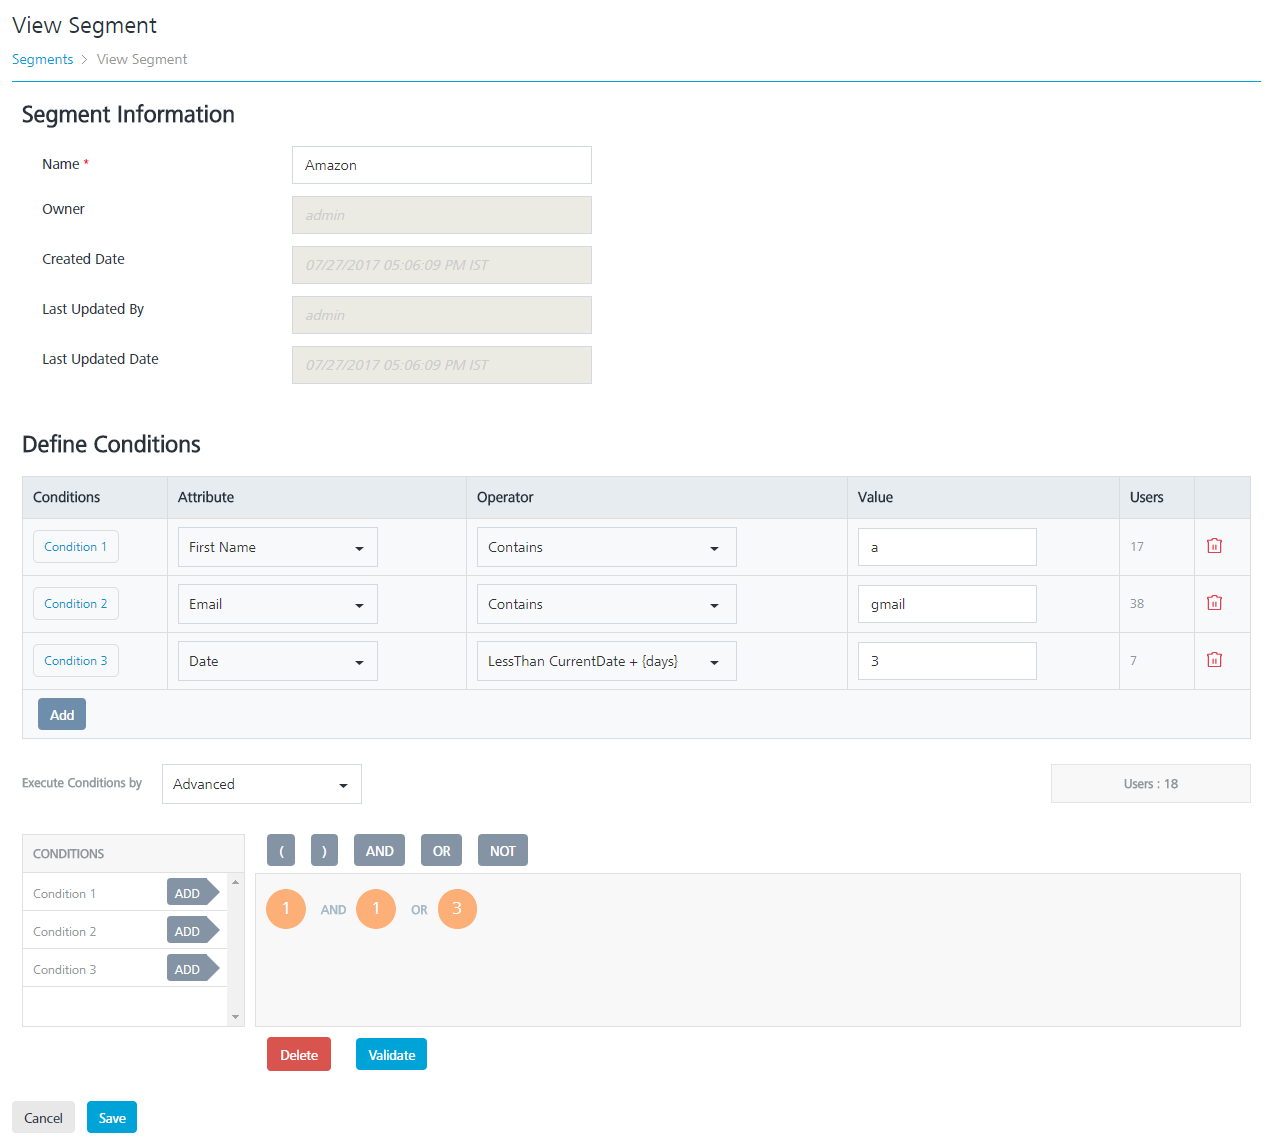 View Segment
Segments > View Segment
Segment Information
Name *
Amazon
Owner
admin
Created Date
07/27/2017 05:06:09 PM IST
Last Updated By
admin
Last Updated Date
07/27/2017 05:06:09 PM IST
Define Conditions
Conditions Attribute Operator Value Users
Condition 1 First Name Contains a 17
Condition 2 Email Contains gmail 38
Condition 3 Date LessThan CurrentDate + {days} 3 7
Add
Execute Conditions by Advanced Users : 18
CONDITIONS
Condition 1 ADD
Condition 2 ADD
Condition 3 ADD
( ) AND OR NOT
1 AND 1 OR 3
Delete Validate
Cancel Save